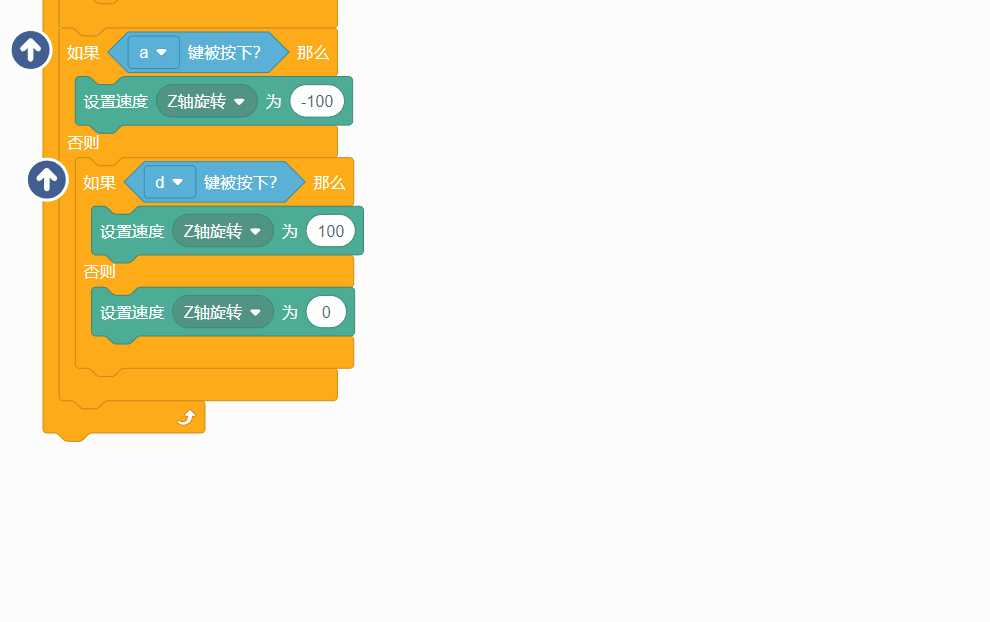 如果 a 键被按下? 那么
设置速度 Z轴旋转 为 -100
否则
如果 d 键被按下? 那么
设置速度 Z轴旋转 为 100
否则
设置速度 Z轴旋转 为 0